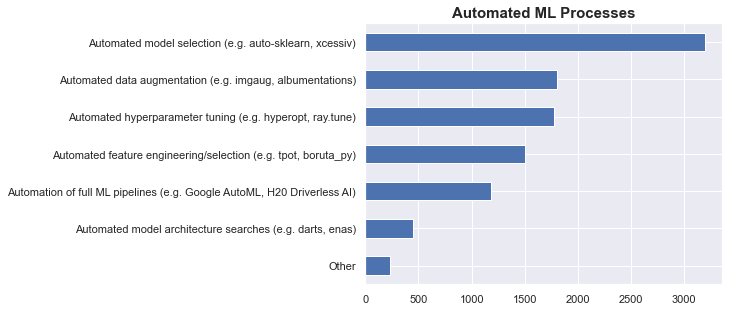 Automated ML Processes
Automated model selection (e.g. auto-sklearn, xcessiv)
Automated data augmentation (e.g. imgaug, albumentations)
Automated hyperparameter tuning (e.g. hyperopt, ray.tune)
Automated feature engineering/selection (e.g. tpot, boruta_py)
Automation of full ML pipelines (e.g. Google AutoML, H20 Driverless AI)
Automated model architecture searches (e.g. darts, enas)
Other
0 500 1000 1500 2000 2500 3000